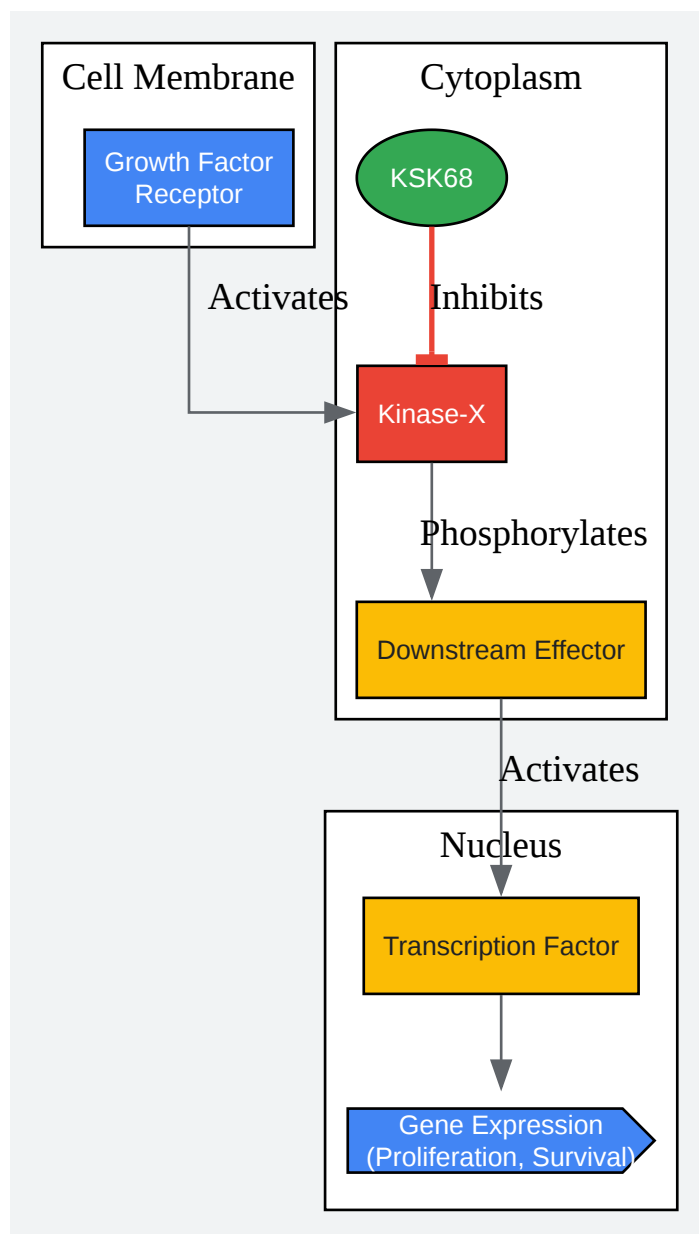 Cell Membrane
Growth Factor
Receptor
Activates
Cytoplasm
KSK68
Inhibits
Kinase-X
Phosphorylates
Downstream Effector
Activates
Nucleus
Transcription Factor
Gene Expression
(Proliferation, Survival)